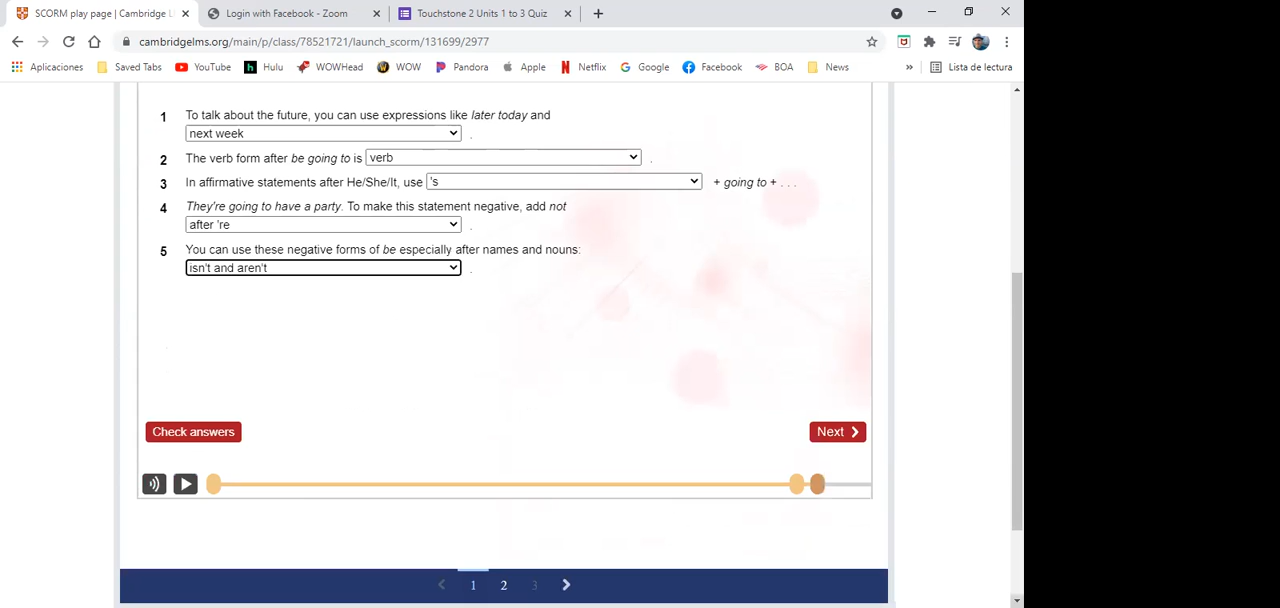 SCORM play page | Cambridge L
Login with Facebook - Zoom
Touchstone 2 Units 1 to 3 Quiz
cambridgelms.org/main/p/class/78521721/launch_scorm/131699/2977
Aplicaciones
Saved Tabs
YouTube
Hulu
WOWHead
WOW
Pandora
Apple
Netflix
Google
Facebook
BOA
News
»
Lista de lectura
1 To talk about the future, you can use expressions like later today and
next week .
2 The verb form after be going to is verb .
3 In affirmative statements after He/She/It, use 's + going to + . . .
4 They're going to have a party. To make this statement negative, add not
after 're .
5 You can use these negative forms of be especially after names and nouns:
isn't and aren't .
Check answers
Next
1 2 3